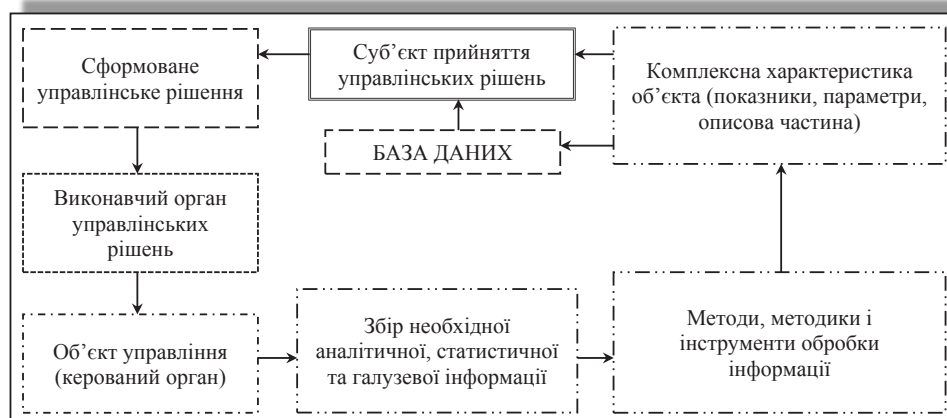 Сформоване
управлінське рішення
Суб’єкт прийняття
управлінських рішень
Комплексна характеристика
об’єкта (показники, параметри,
описова частина)
БАЗА ДАНИХ
Виконавчий орган
управлінських
рішень
Об’єкт управління
(керований орган)
Збір необхідної
аналітичної, статистичної
та галузевої інформації
Методи, методики і
інструменти обробки
інформації